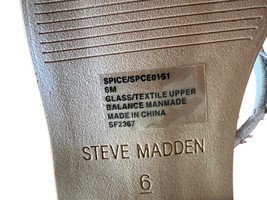 SPICE/SPCE01S1
6M
GLASS/TEXTILE UPPER
BALANCE MANMADE
MADE IN CHINA
SF2367
STEVE MADDEN
6